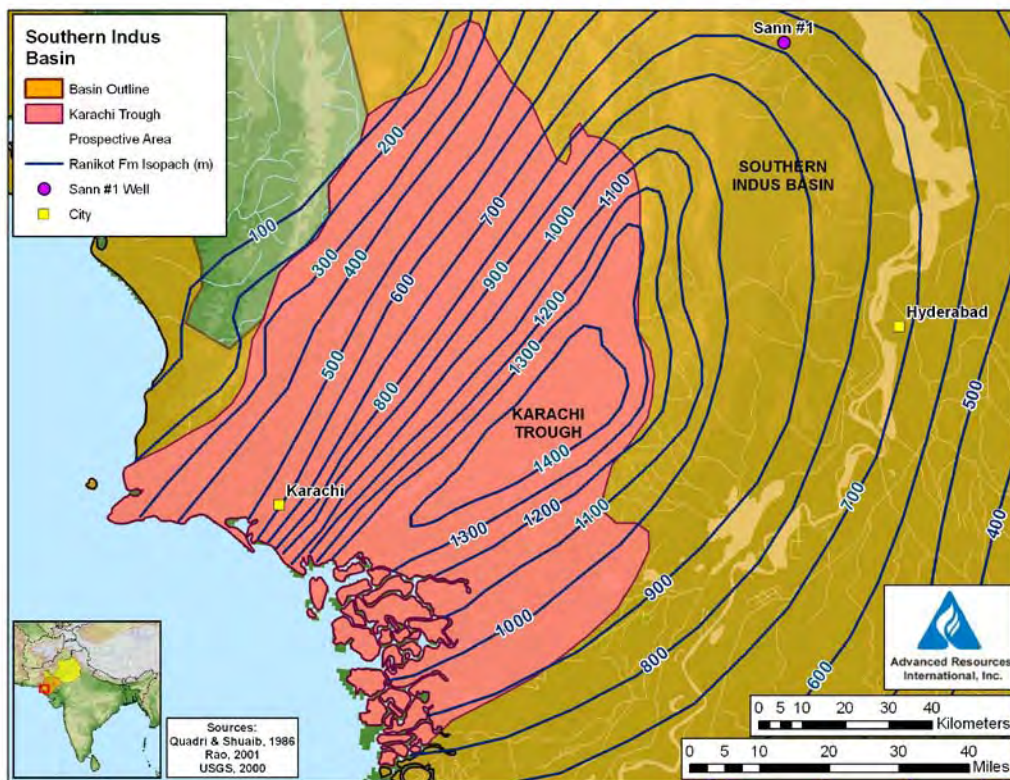 Southern Indus
Basin
Basin Outline
Karachi Trough
Prospective Area
Ranikot Fm Isopach (m)
Sann #1 Well
City
Sann #1
200
100
300
400
700
1100
1000
600
900
SOUTHERN
INDUS BASIN
1200
1300
500
800
Hyderabad
500
KARACHI
TROUGH
1400
Karachi
1300
1200
1100
700
400
1000
900
800
600
Advanced Resources
International, Inc.
Sources:
Quadri & Shuaib, 1986
Rao, 2001
USGS, 2000
0 5 10 20 30 40
Kilometers
Miles
0 5 10 20 30 40